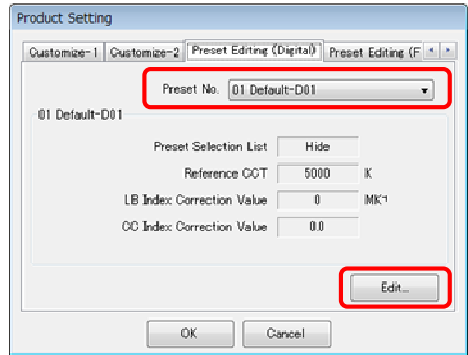 Product Setting
Customize-1 Customize-2 Preset Editing (Digital) Preset Editing (F
Preset No. 01 Default-D01
01 Default-D01
Preset Selection List Hide
Reference CCT 5000 K
LB Index Correction Value 0 MK⁻¹
CC Index Correction Value 0.0
Edit...
OK Cancel